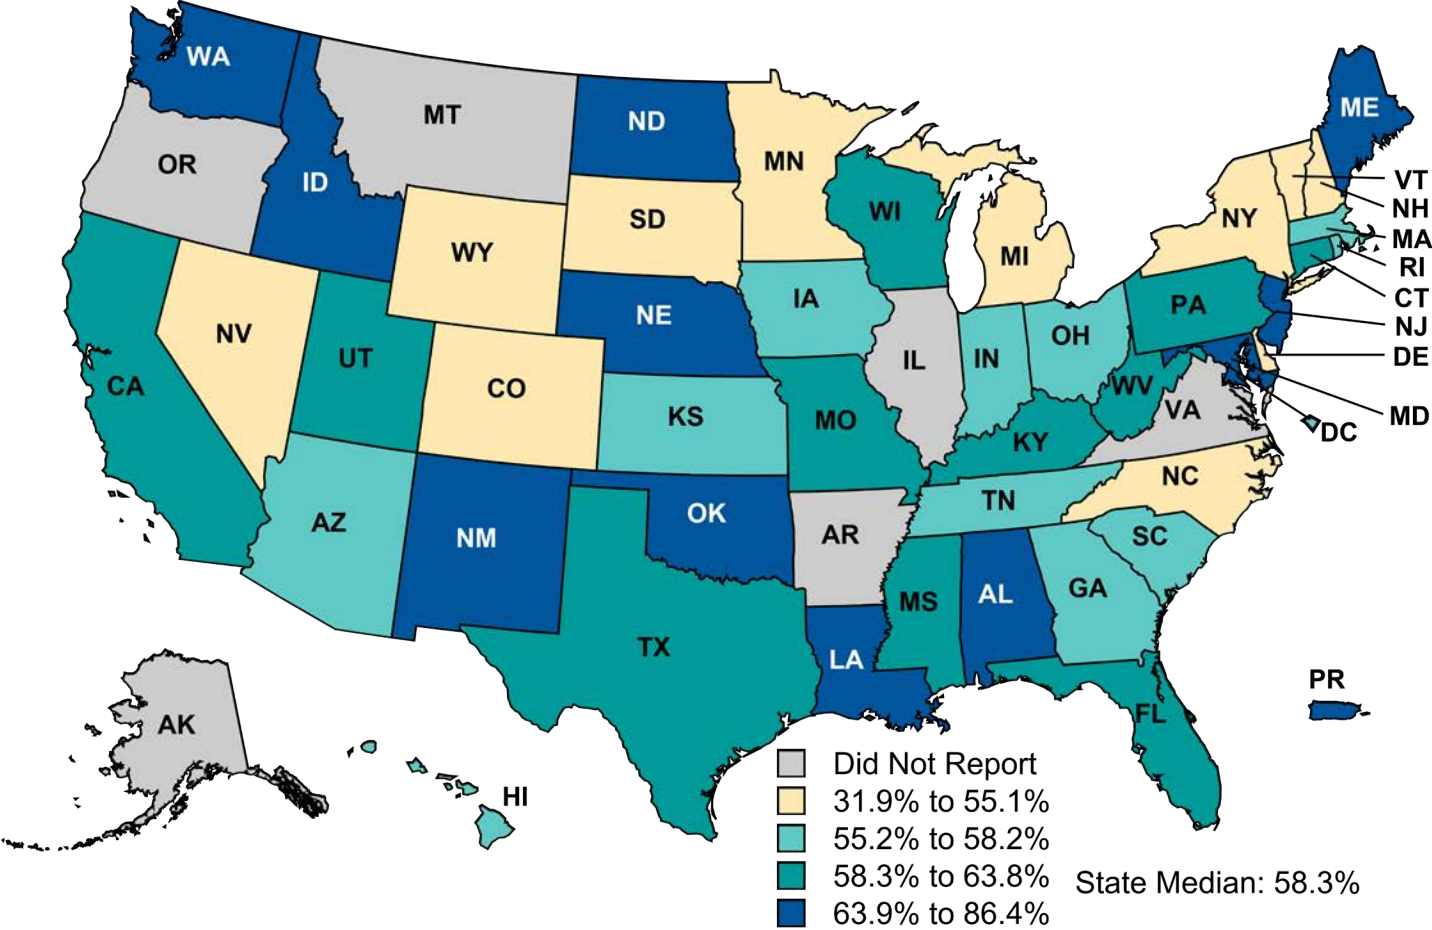 WA
ME
MT
ND
OR
MN
ID
VT
NH
WI
SD
NY
MA
WY
MI
RI
IA
CT
PA
NE
NJ
NV
OH
DE
UT
IL
IN
CA
CO
WV
MD
KS
VA
MO
DC
KY
NC
TN
OK
AZ
AR
SC
NM
GA
AL
MS
TX
LA
PR
FL
AK
HI
Did Not Report
31.9% to 55.1%
55.2% to 58.2%
58.3% to 63.8%
State Median: 58.3%
63.9% to 86.4%